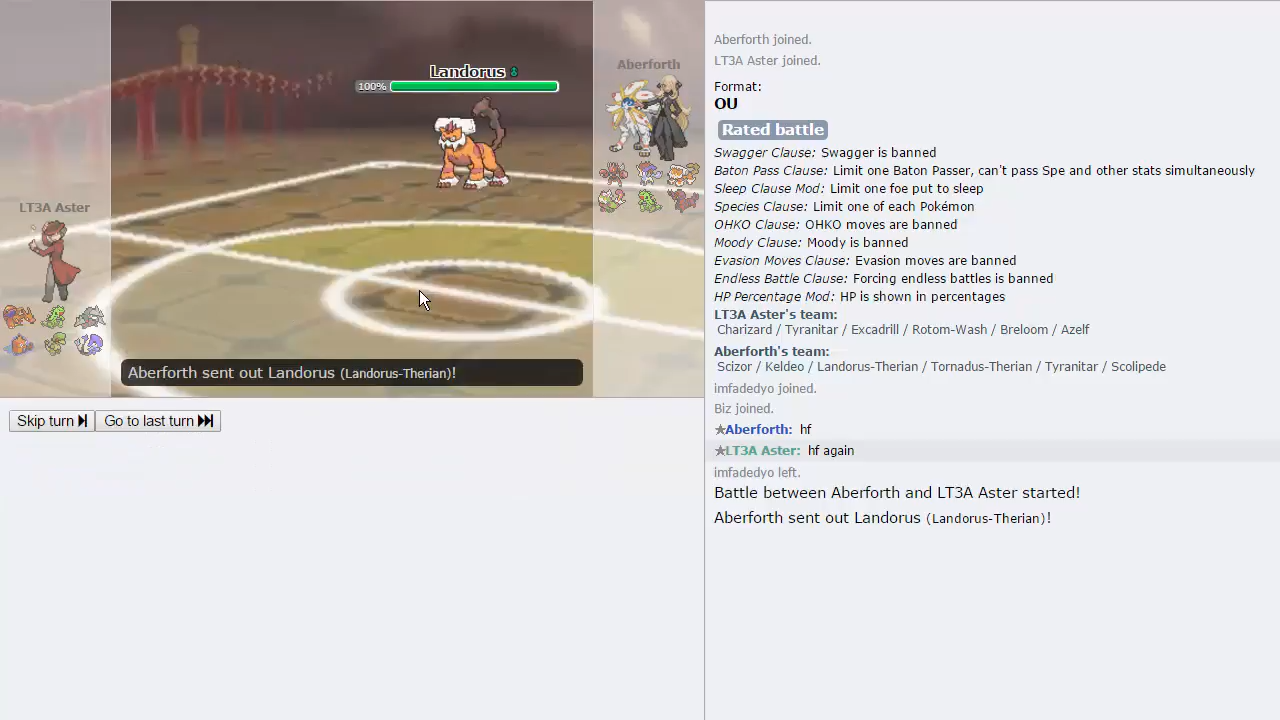 Landorus
100%
Aberforth
LT3A Aster
Aberforth sent out Landorus (Landorus-Therian)!
Skip turn
Go to last turn
Aberforth joined.
LT3A Aster joined.
Format:
OU
Rated battle
Swagger Clause: Swagger is banned
Baton Pass Clause: Limit one Baton Passer, can't pass Spe and other stats simultaneously
Sleep Clause Mod: Limit one foe put to sleep
Species Clause: Limit one of each Pokémon
OHKO Clause: OHKO moves are banned
Moody Clause: Moody is banned
Evasion Moves Clause: Evasion moves are banned
Endless Battle Clause: Forcing endless battles is banned
HP Percentage Mod: HP is shown in percentages
LT3A Aster's team:
Charizard / Tyranitar / Excadrill / Rotom-Wash / Breloom / Azelf
Aberforth's team:
Scizor / Keldeo / Landorus-Therian / Tornadus-Therian / Tyranitar / Scolipede
imfadedyo joined.
Biz joined.
★Aberforth: hf
★LT3A Aster: hf again
imfadedyo left.
Battle between Aberforth and LT3A Aster started!
Aberforth sent out Landorus (Landorus-Therian)!